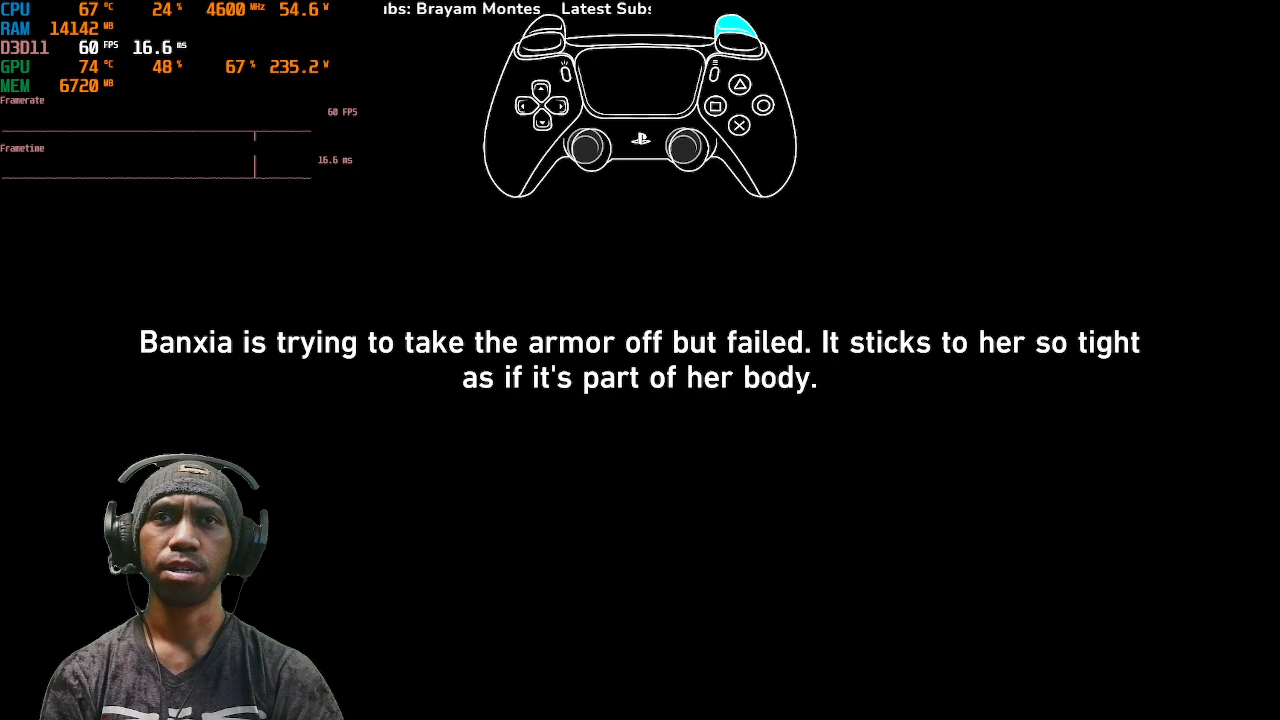 CPU 67 °C 24 % 4600 MHz 54.6 W
RAM 14142 MB
D3D11 60 FPS 16.6 ms
GPU 74 °C 48 % 67 % 235.2 W
MEM 6720 MB
Framerate
60 FPS
Frametime
16.6 ms
ubs: Brayam Montes Latest Subs
Banxia is trying to take the armor off but failed. It sticks to her so tight
as if it's part of her body.